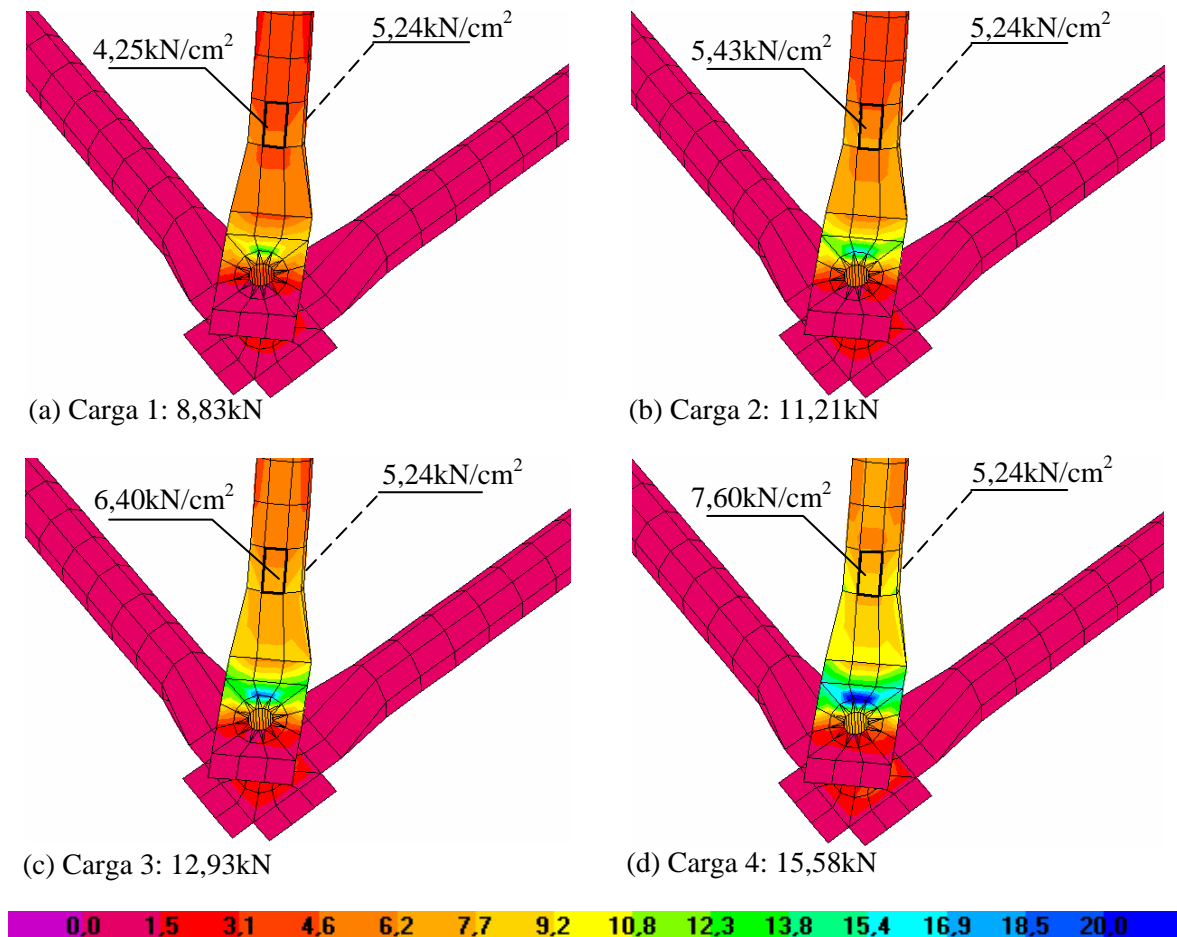 4,25kN/cm²
5,24kN/cm²
5,43kN/cm²
5,24kN/cm²
(a) Carga 1: 8,83kN
(b) Carga 2: 11,21kN
6,40kN/cm²
5,24kN/cm²
7,60kN/cm²
5,24kN/cm²
(c) Carga 3: 12,93kN
(d) Carga 4: 15,58kN
0,0 1,5 3,1 4,6 6,2 7,7 9,2 10,8 12,3 13,8 15,4 16,9 18,5 20,0